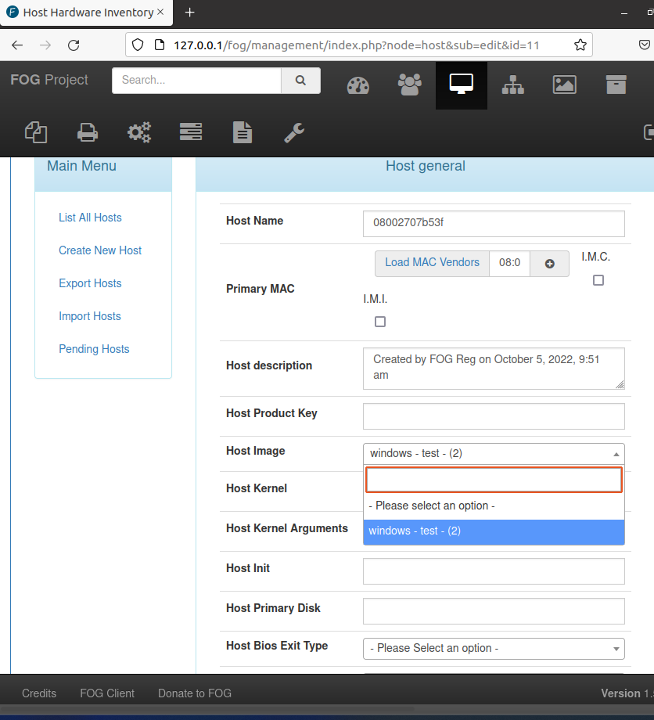 Host Hardware Inventory
127.0.0.1/fog/management/index.php?node=host&sub=edit&id=11
FOG Project
Search...
Main Menu
Host general
List All Hosts
Create New Host
Export Hosts
Import Hosts
Pending Hosts
Host Name
08002707b53f
Primary MAC
Load MAC Vendors
08:0
I.M.C.
I.M.I.
Host description
Created by FOG Reg on October 5, 2022, 9:51
am
Host Product Key
Host Image
windows - test - (2)
Host Kernel
- Please select an option -
Host Kernel Arguments
windows - test - (2)
Host Init
Host Primary Disk
Host Bios Exit Type
- Please Select an option -
Credits
FOG Client
Donate to FOG
Version 1.